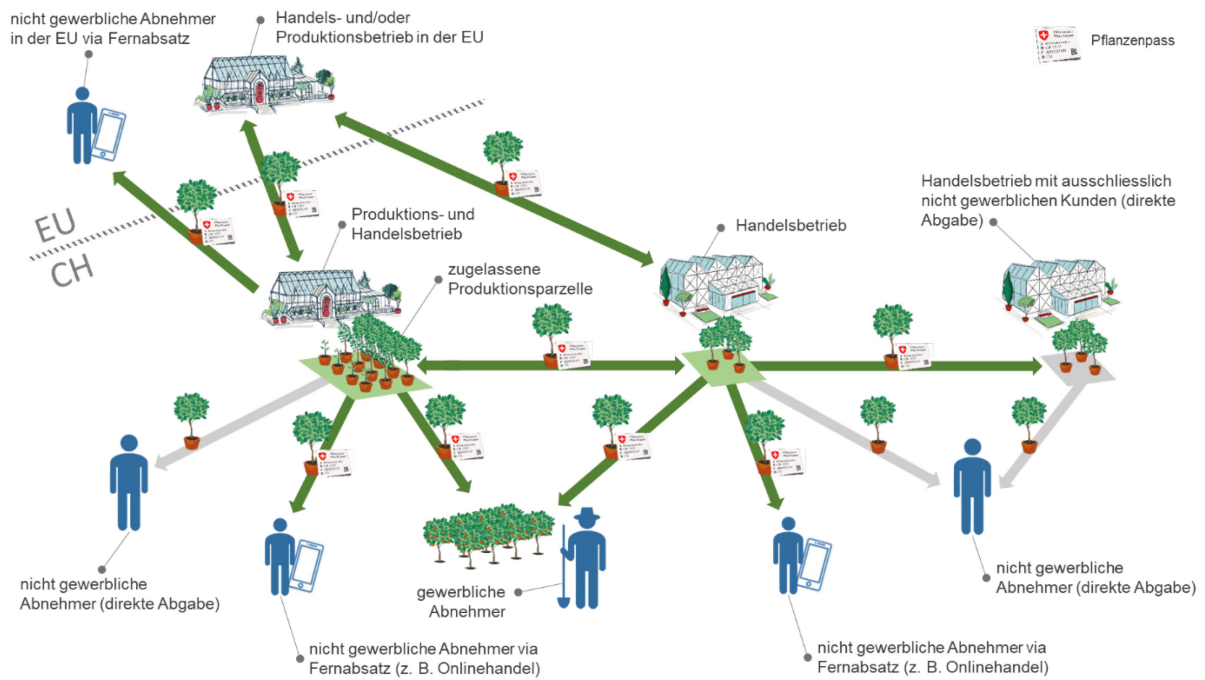 nicht gewerbliche Abnehmer
in der EU via Fernabsatz
Handels- und/oder
Produktionsbetrieb in der EU
Pflanzenpass
EU
CH
Produktions- und
Handelsbetrieb
zugelassene
Produktionsparzelle
Handelsbetrieb
Handelsbetrieb mit ausschliesslich
nicht gewerblichen Kunden (direkte
Abgabe)
nicht gewerbliche
Abnehmer (direkte Abgabe)
nicht gewerbliche Abnehmer via
Fernabsatz (z. B. Onlinehandel)
gewerbliche
Abnehmer
nicht gewerbliche Abnehmer via
Fernabsatz (z. B. Onlinehandel)
nicht gewerbliche
Abnehmer (direkte Abgabe)